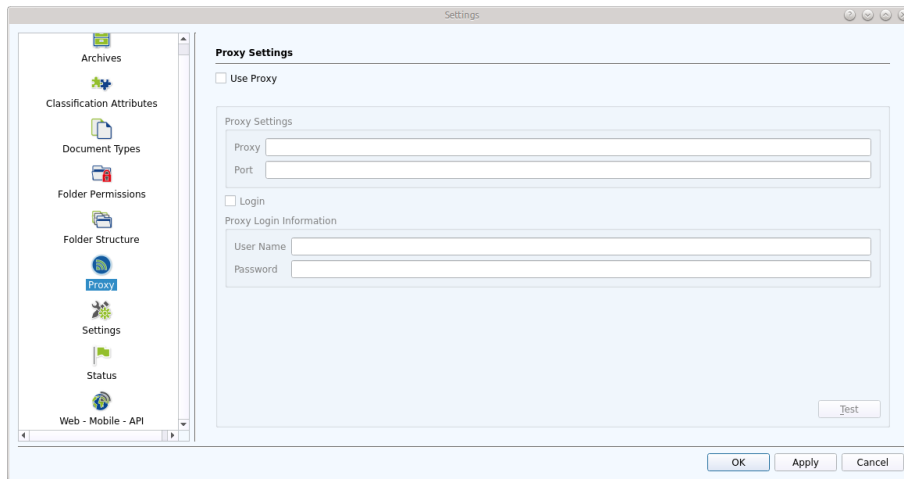 Settings
Archives
Classification Attributes
Document Types
Folder Permissions
Folder Structure
Proxy
Settings
Status
Web - Mobile - API
Proxy Settings
Use Proxy
Proxy Settings
Proxy
Port
Login
Proxy Login Information
User Name
Password
Test
OK
Apply
Cancel